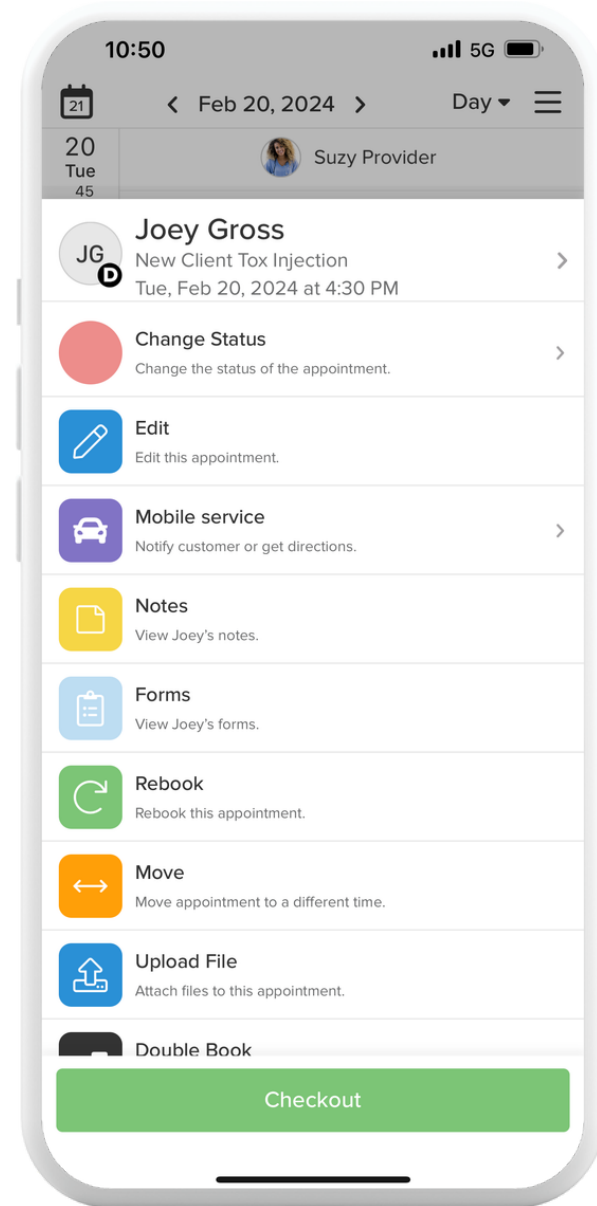 10:50
5G
21
Feb 20, 2024
Day
20
Tue
45
Suzy Provider
JG
D
Joey Gross
New Client Tox Injection
Tue, Feb 20, 2024 at 4:30 PM
Change Status
Change the status of the appointment.
Edit
Edit this appointment.
Mobile service
Notify customer or get directions.
Notes
View Joey's notes.
Forms
View Joey's forms.
Rebook
Rebook this appointment.
Move
Move appointment to a different time.
Upload File
Attach files to this appointment.
Double Book
Checkout